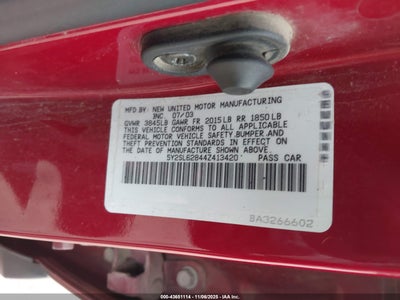 MFD BY: NEW UNITED MOTOR MANUFACTURING
INC. 07/03
GVWR 3845LB GAWR FR 2015LB RR 1850LB
THIS VEHICLE CONFORMS TO ALL APPLICABLE
FEDERAL MOTOR VEHICLE SAFETY,BUMPER,AND
THEFT PREVENTION STANDARDS IN EFFECT ON
THE DATE OF MANUFACTURE SHOWN ABOVE.
5Y2SL62844Z413420 PASS CAR
BA3266602
000-43651114 - 11/06/2025 - IAA Inc.